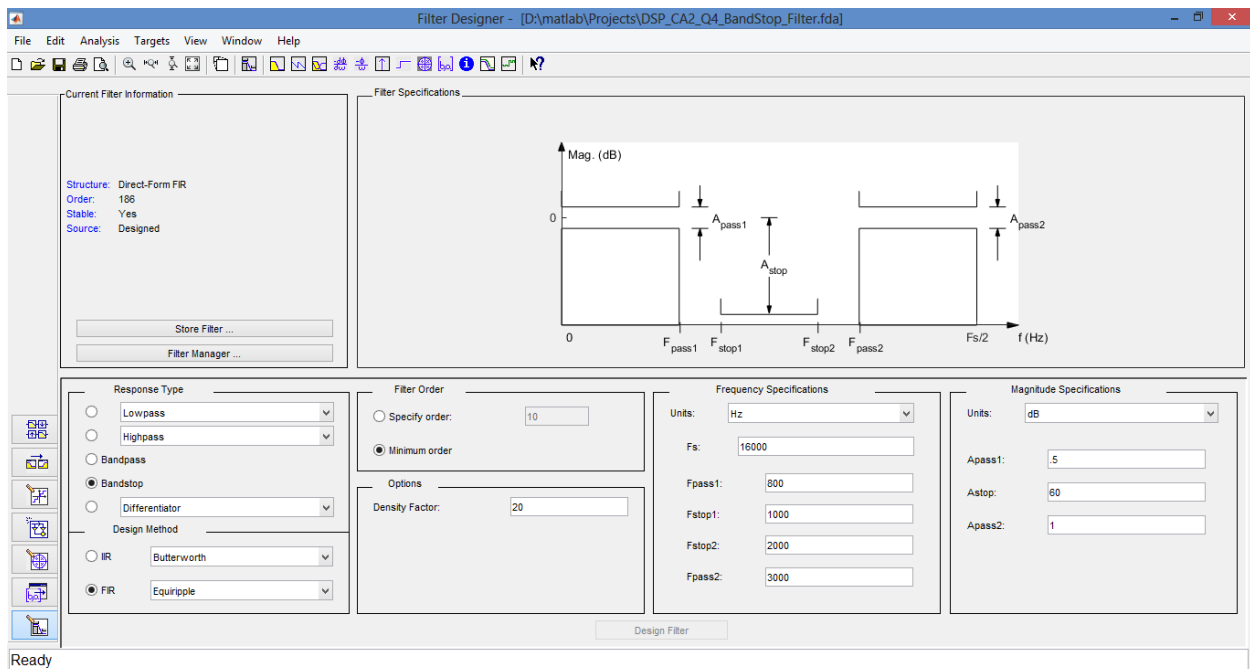 Filter Designer - [D:\matlab\Projects\DSP_CA2_Q4_BandStop_Filter.fda]
File Edit Analysis Targets View Window Help
Current Filter Information
Structure: Direct-Form FIR
Order: 186
Stable: Yes
Source: Designed
Store Filter ...
Filter Manager ...
Filter Specifications
Mag. (dB)
0
Apass1
Astop
Apass2
0
Fpass1
Fstop1
Fstop2
Fpass2
Fs/2
f (Hz)
Response Type
Lowpass
Highpass
Bandpass
Bandstop
Differentiator
Design Method
IIR Butterworth
FIR Equiripple
Filter Order
Specify order: 10
Minimum order
Options
Density Factor: 20
Frequency Specifications
Units: Hz
Fs: 16000
Fpass1: 800
Fstop1: 1000
Fstop2: 2000
Fpass2: 3000
Magnitude Specifications
Units: dB
Apass1: .5
Astop: 60
Apass2: 1
Design Filter
Ready